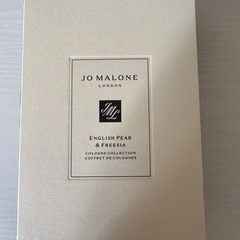 JO MALONE
LONDON
JML
ENGLISH PEAR
& FREESIA
COLOGNE COLLECTION
COFFRET DE COLOGNES